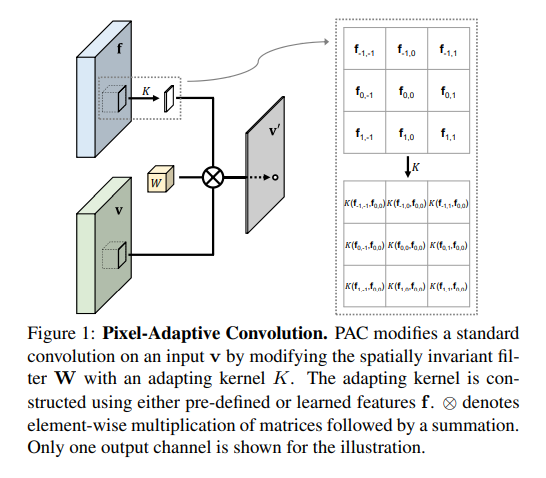 f
K
W
v
v'
f-1,-1 f-1,0 f-1,1
f0,-1 f0,0 f0,1
f1,-1 f1,0 f1,1
K
K(f-1,-1,f0,0) K(f-1,0,f0,0) K(f-1,1,f0,0)
K(f0,-1,f0,0) K(f0,0,f0,0) K(f0,1,f0,0)
K(f1,-1,f0,0) K(f1,0,f0,0) K(f1,1,f0,0)
Figure 1: Pixel-Adaptive Convolution. PAC modifies a standard
convolution on an input v by modifying the spatially invariant fil-
ter W with an adapting kernel K. The adapting kernel is con-
structed using either pre-defined or learned features f. ⊗ denotes
element-wise multiplication of matrices followed by a summation.
Only one output channel is shown for the illustration.